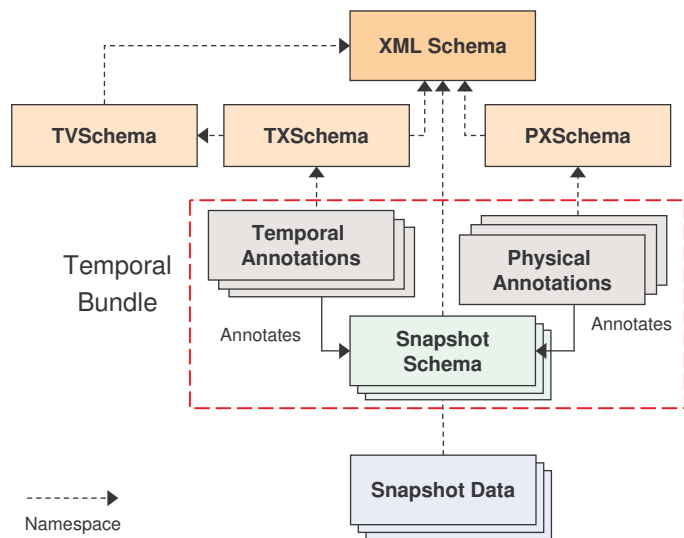 XML Schema
TVSchema
TXSchema
PXSchema
Temporal
Annotations
Physical
Annotations
Temporal
Bundle
Annotates
Annotates
Snapshot
Schema
Snapshot Data
Namespace